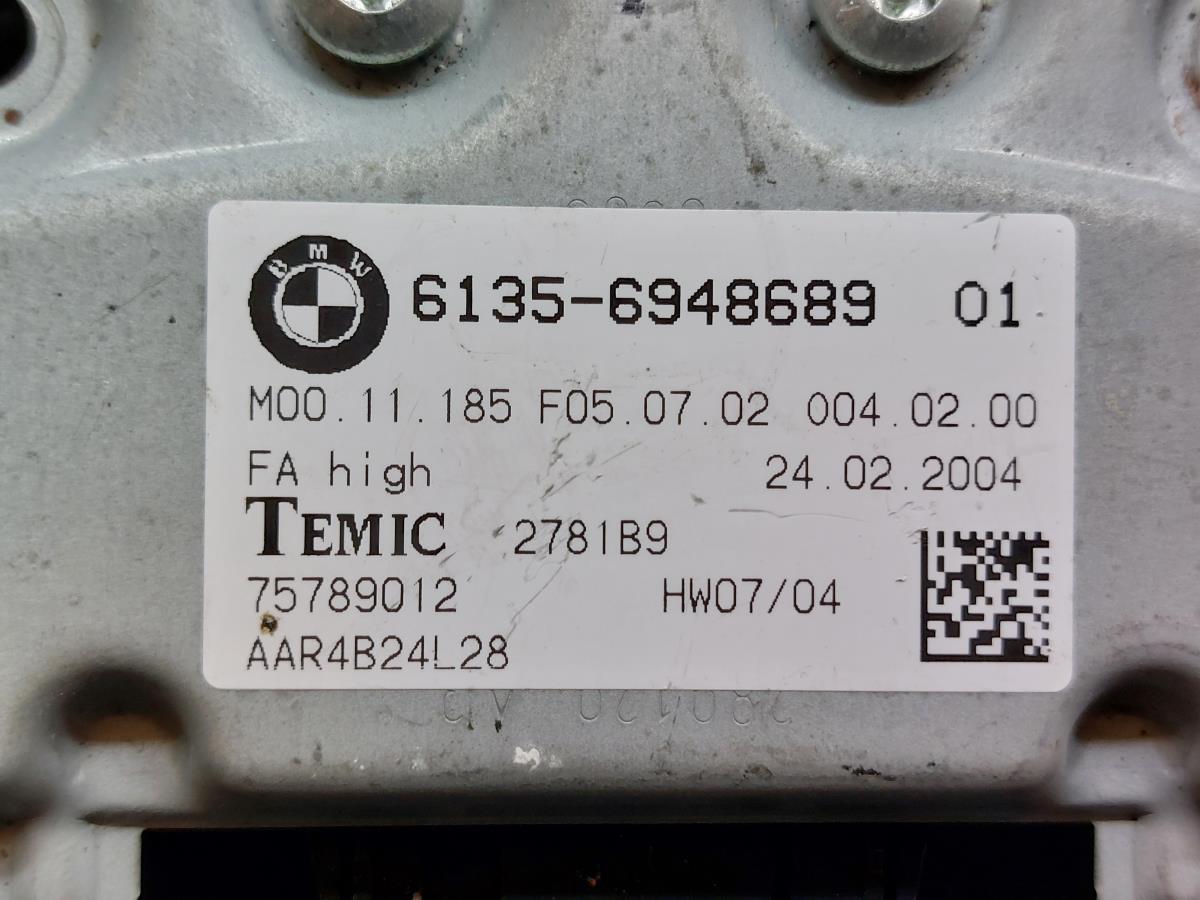 BMW
6135-6948689 01
M00.11.185 F05.07.02 004.02.00
FA high 24.02.2004
TEMIC 2781B9
75789012 HW07/04
AAR4B24L28